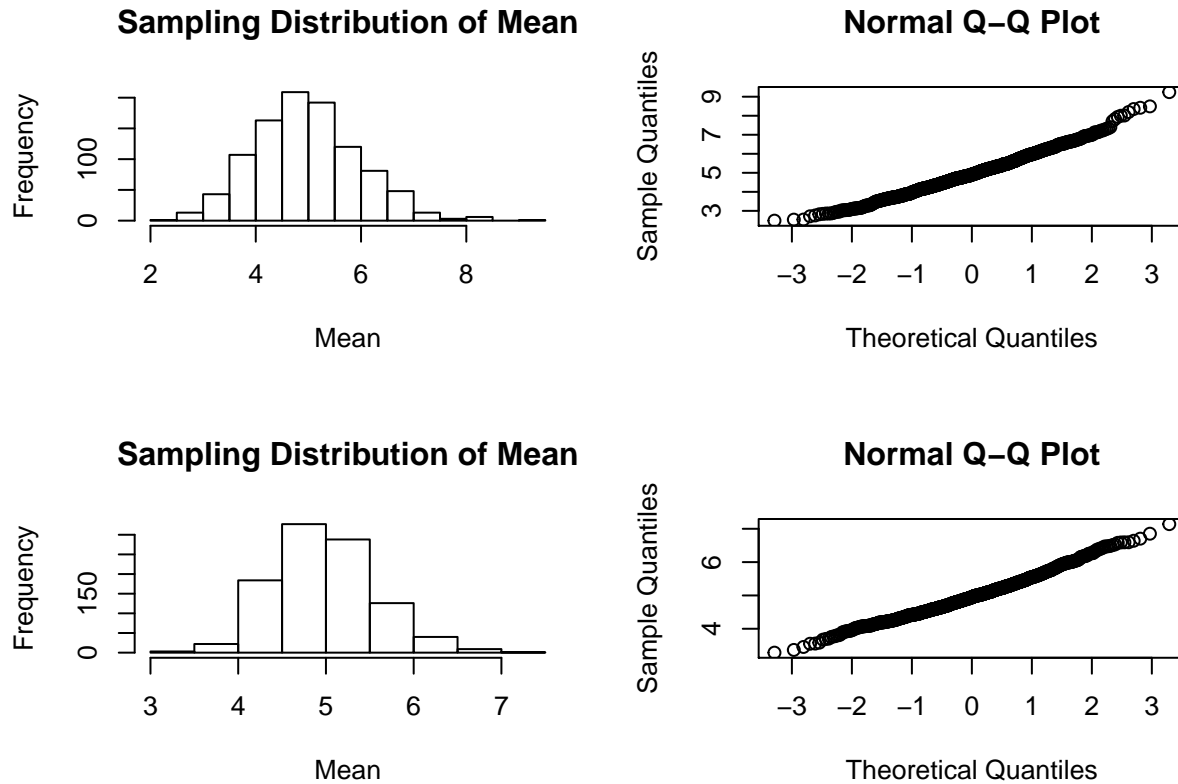 Sampling Distribution of Mean
Frequency
0
100
2
4
6
8
Mean
Normal Q−Q Plot
Sample Quantiles
3
5
7
9
−3
−2
−1
0
1
2
3
Theoretical Quantiles
Sampling Distribution of Mean
Frequency
0
150
3
4
5
6
7
Mean
Normal Q−Q Plot
Sample Quantiles
4
6
−3
−2
−1
0
1
2
3
Theoretical Quantiles